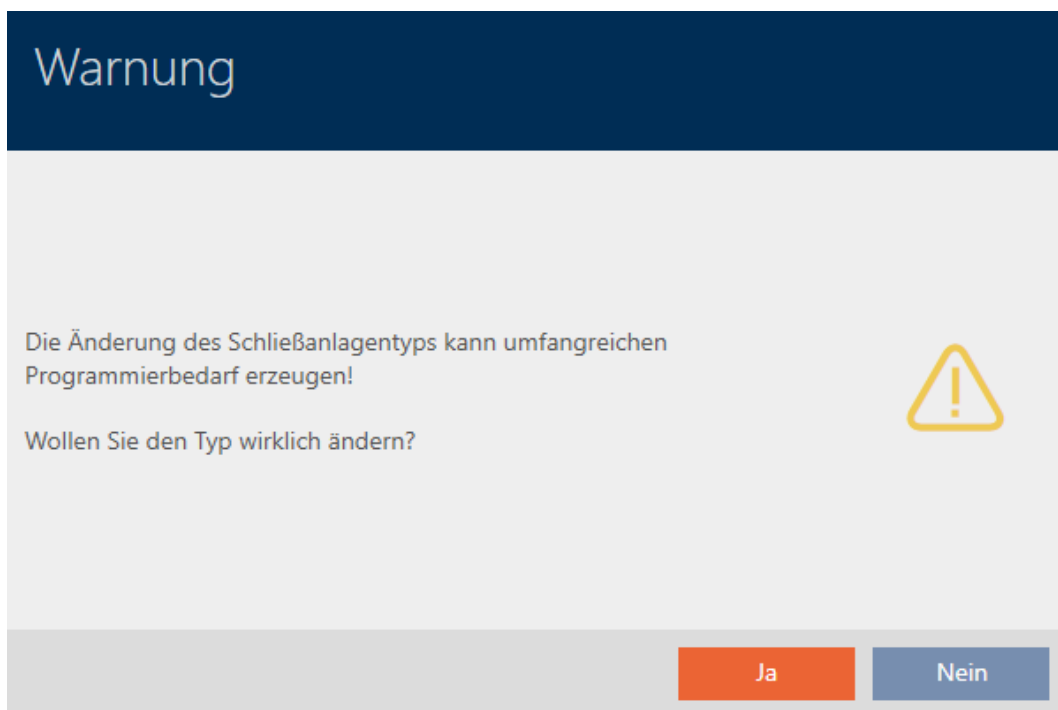 Warnung
Die Änderung des Schließanlagentyps kann umfangreichen
Programmierbedarf erzeugen!
Wollen Sie den Typ wirklich ändern?
Ja
Nein